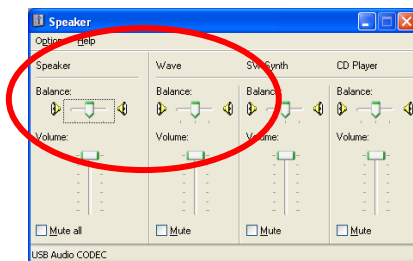 Speaker
Options Help
Speaker Wave SW Synth CD Player
Balance: Balance: Balance: Balance:
Volume: Volume: Volume: Volume:
Mute all Mute Mute Mute
USB Audio CODEC